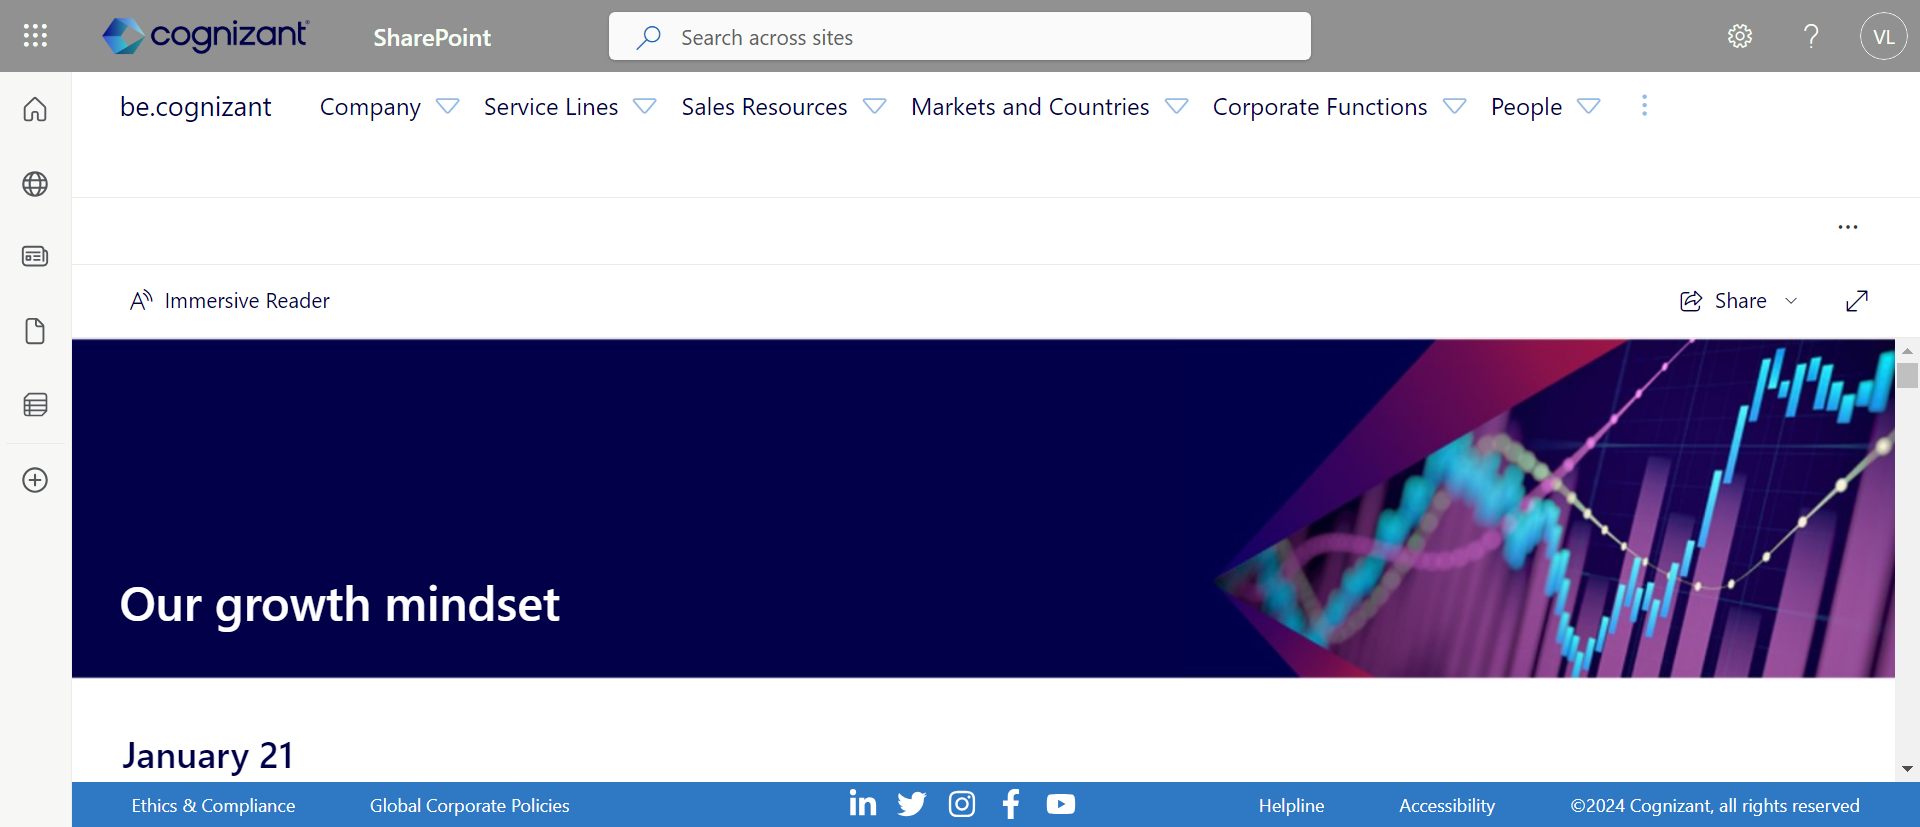 cognizant
SharePoint
Search across sites
?
VL
be.cognizant
Company
Service Lines
Sales Resources
Markets and Countries
Corporate Functions
People
Immersive Reader
Share
Our growth mindset
January 21
Ethics & Compliance
Global Corporate Policies
Helpline
Accessibility
©2024 Cognizant, all rights reserved